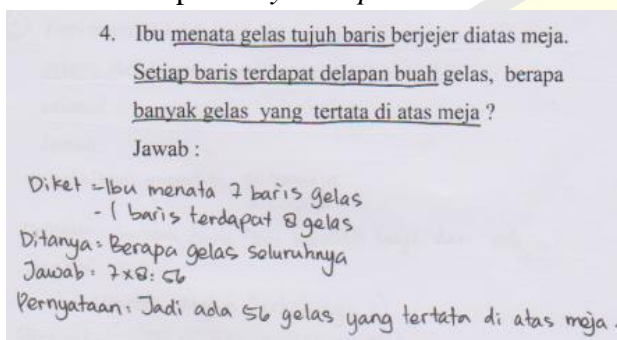 4. Ibu menata gelas tujuh baris berjejer diatas meja.
Setiap baris terdapat delapan buah gelas, berapa
banyak gelas yang tertata di atas meja ?
Jawab :
Diket :- Ibu menata 7 baris gelas
- 1 baris terdapat 8 gelas
Ditanya : Berapa gelas seluruhnya
Jawab : 7x8 : 56
Pernyataan : Jadi ada 56 gelas yang tertata di atas meja.